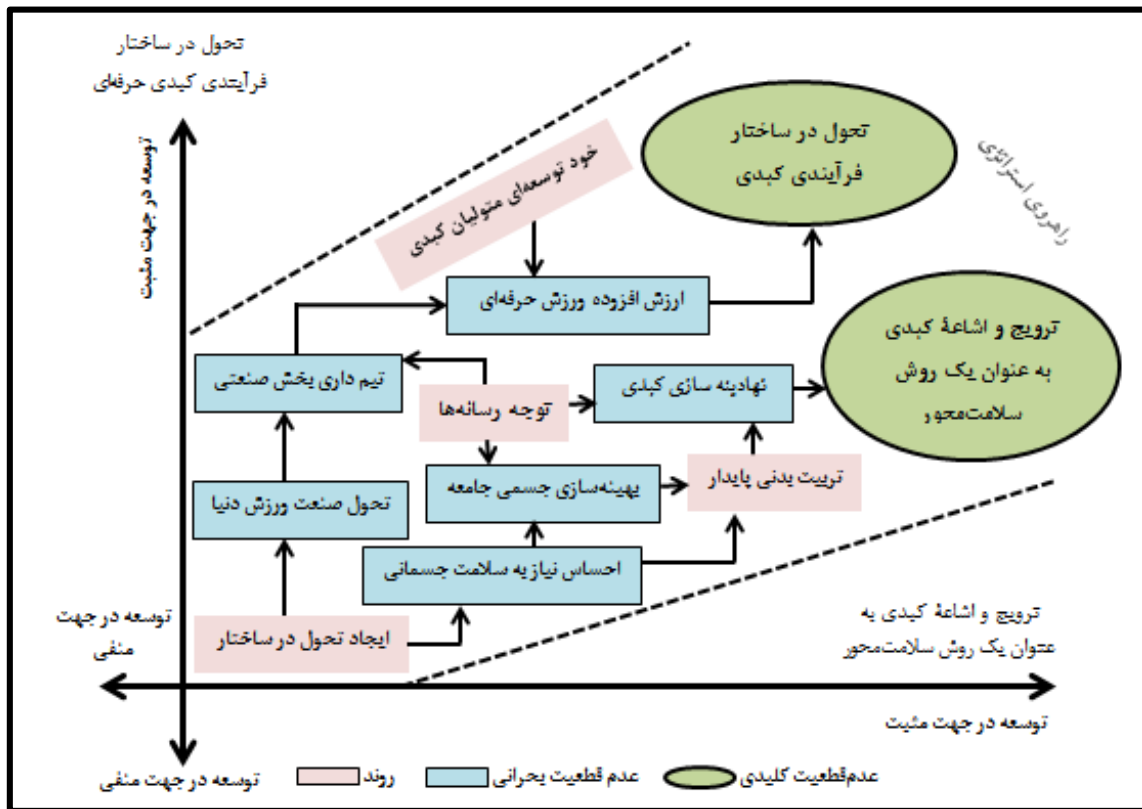 تحول در ساختار
فرآیندی کبدی حرفه‌ای
توسعه در جهت مثبت
خود توسعه‌ای متولیان کبدی
تحول در ساختار
فرآیندی کبدی
راهروی استراتژی
ارزش افزوده ورزش حرفه‌ای
ترویج و اشاعهٔ کبدی
به عنوان یک روش
سلامت‌محور
تیم داری بخش صنعتی
توجه رسانه‌ها
نهادینه سازی کبدی
تحول صنعت ورزش دنیا
بهینه‌سازی جسمی جامعه
تربیت بدنی پایدار
احساس نیاز به سلامت جسمانی
ایجاد تحول در ساختار
توسعه در جهت
منفی
ترویج و اشاعهٔ کبدی به
عنوان یک روش سلامت‌محور
توسعه در جهت مثبت
توسعه در جهت منفی
روند
عدم قطعیت بحرانی
عدم‌قطعیت کلیدی